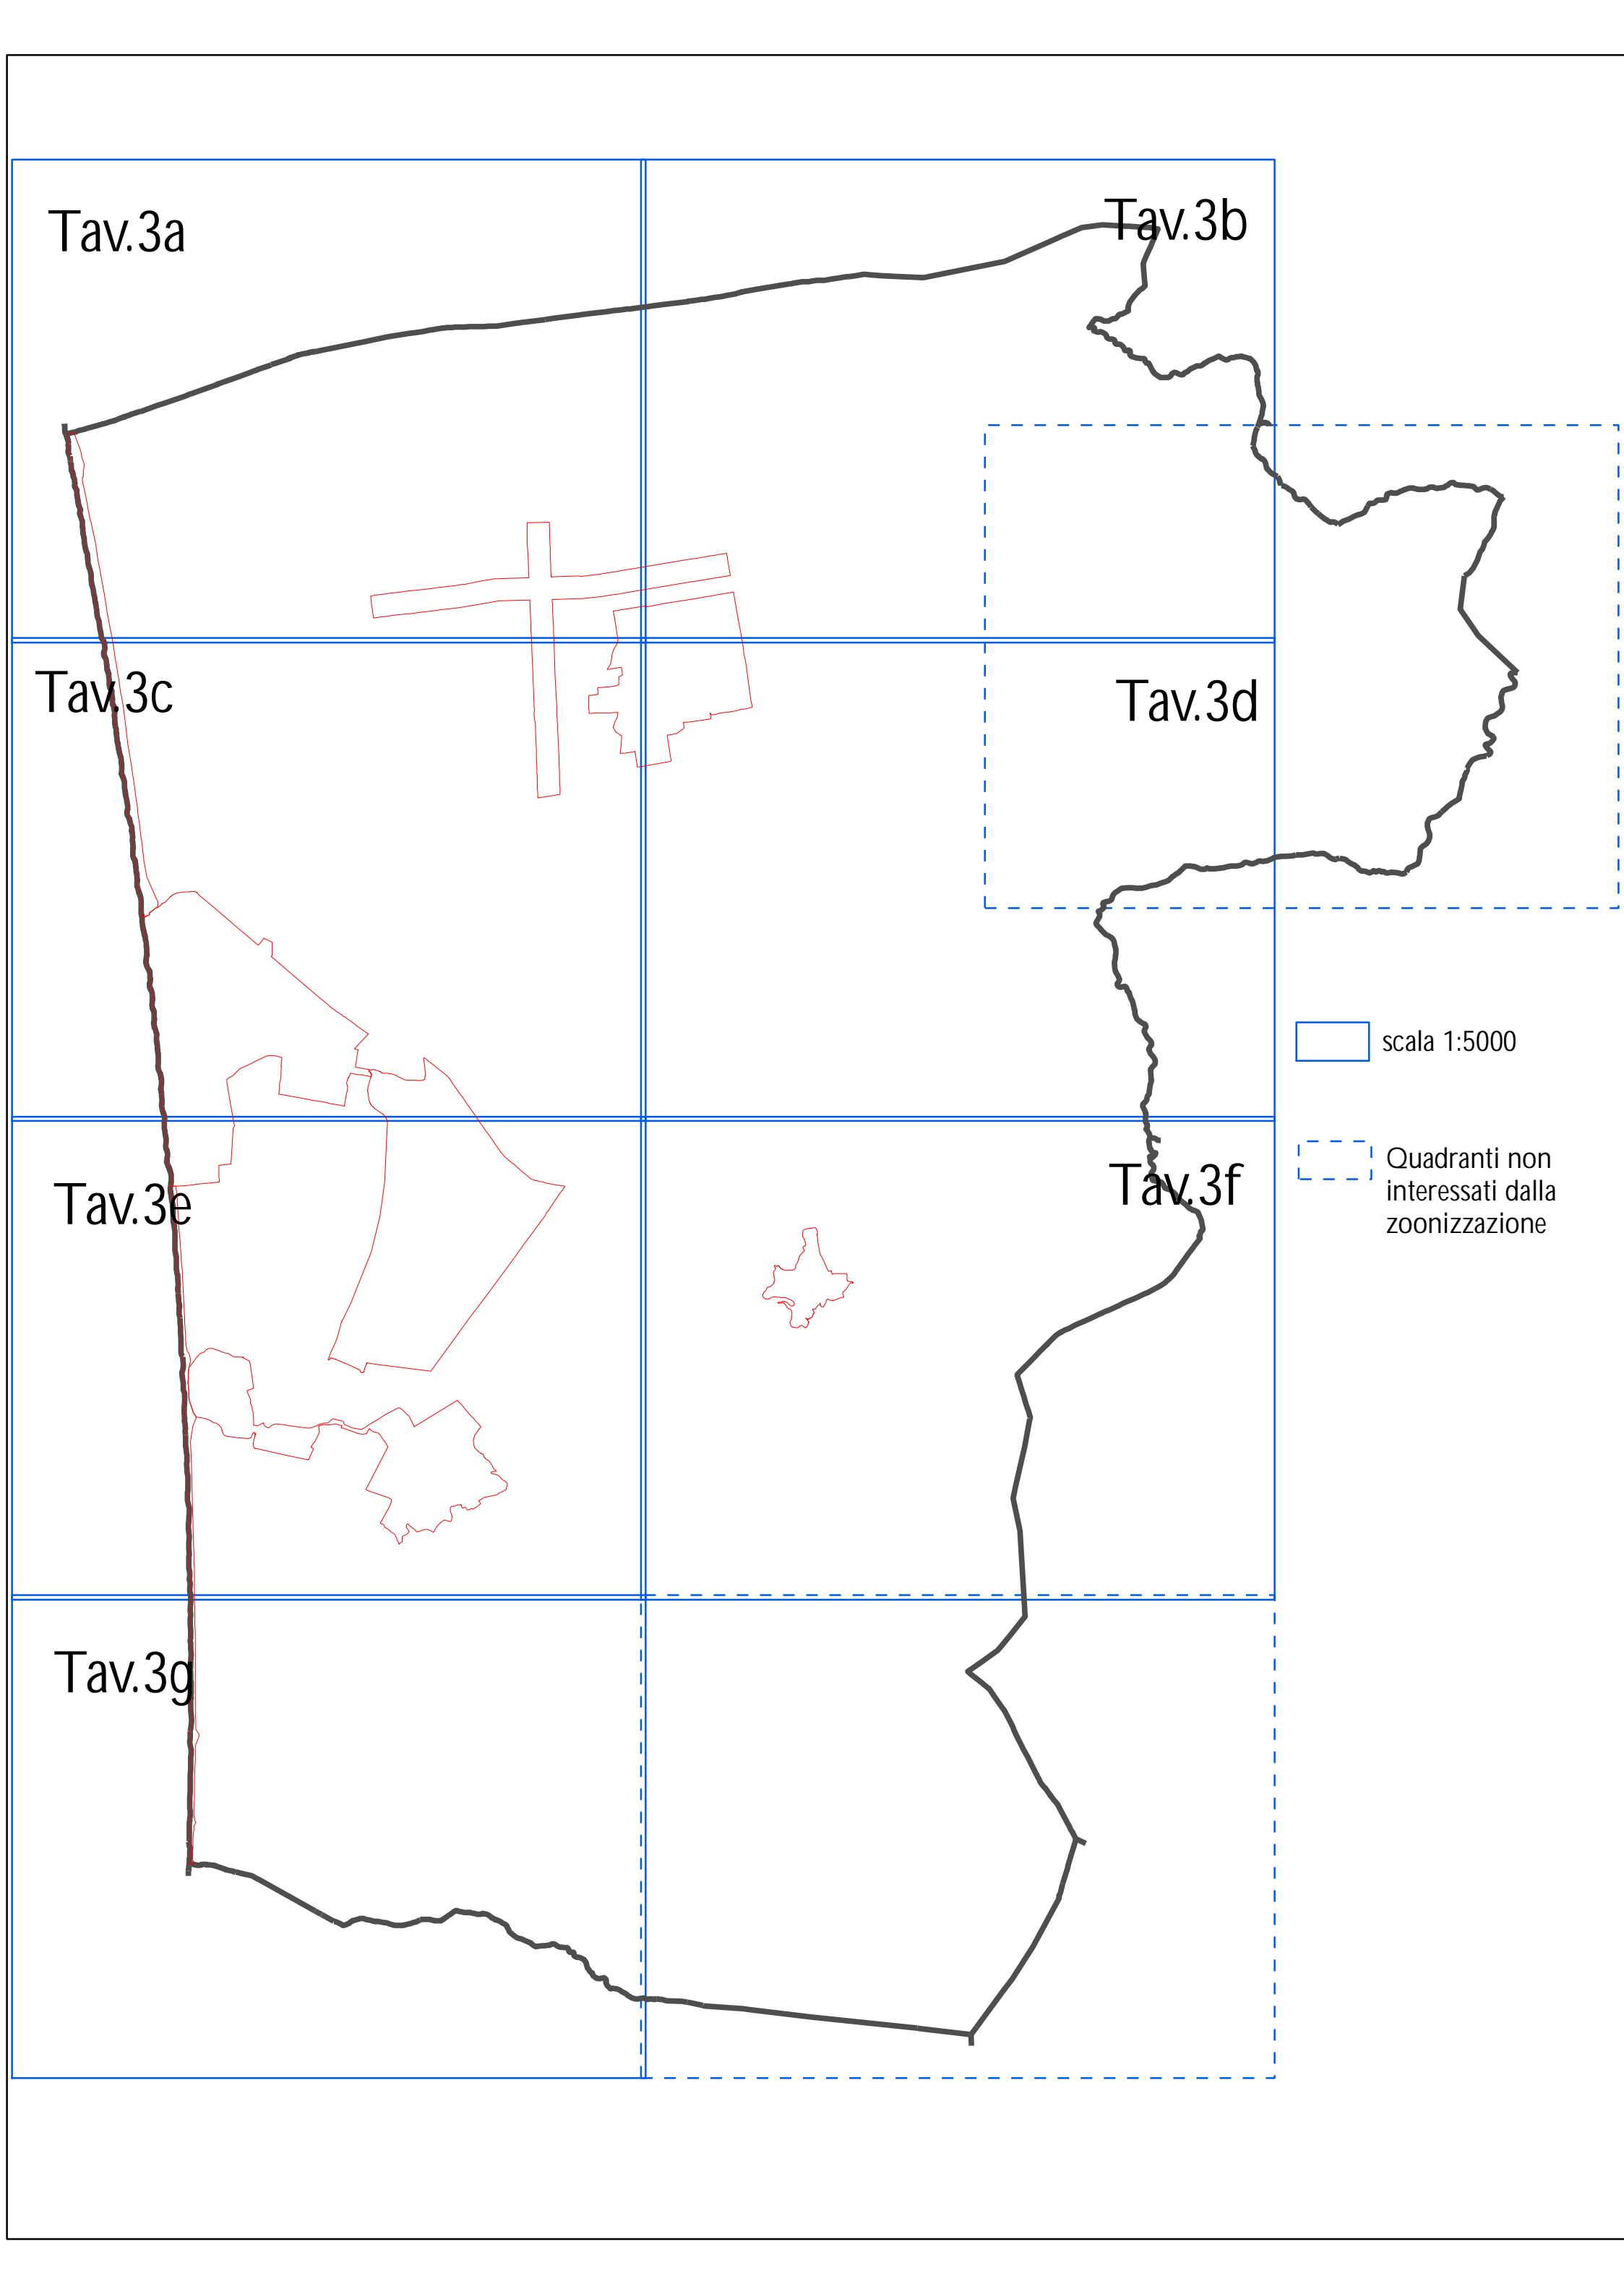 Tav.3a
Tav.3b
Tav.3c
Tav.3d
scala 1:5000
Quadranti non
interessati dalla
zoonizzazione
Tav.3e
Tav.3f
Tav.3g